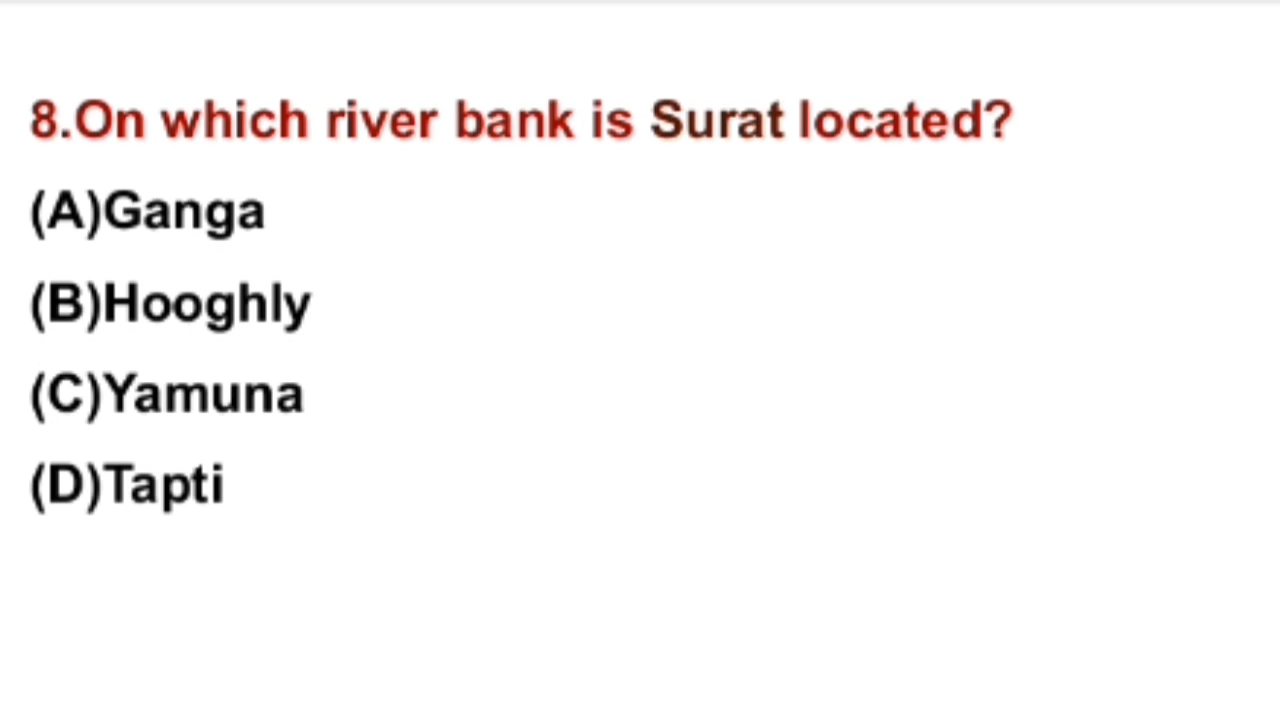 8.On which river bank is Surat located?
(A)Ganga
(B)Hooghly
(C)Yamuna
(D)Tapti